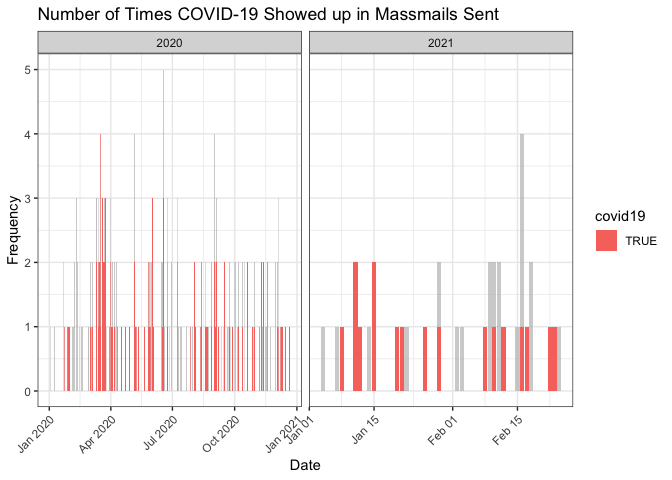 Number of Times COVID-19 Showed up in Massmails Sent
2020 2021
5
4
3
2
1
0
Frequency
covid19
TRUE
Jan 2020 Apr 2020 Jul 2020 Oct 2020 Jan 2021 Jan 01 Jan 15 Feb 01 Feb 15
Date